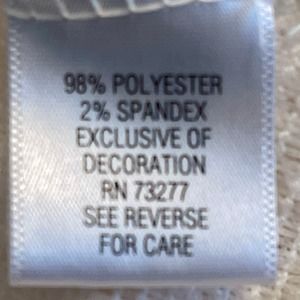 98% POLYESTER
2% SPANDEX
EXCLUSIVE OF
DECORATION
RN 73277
SEE REVERSE
FOR CARE